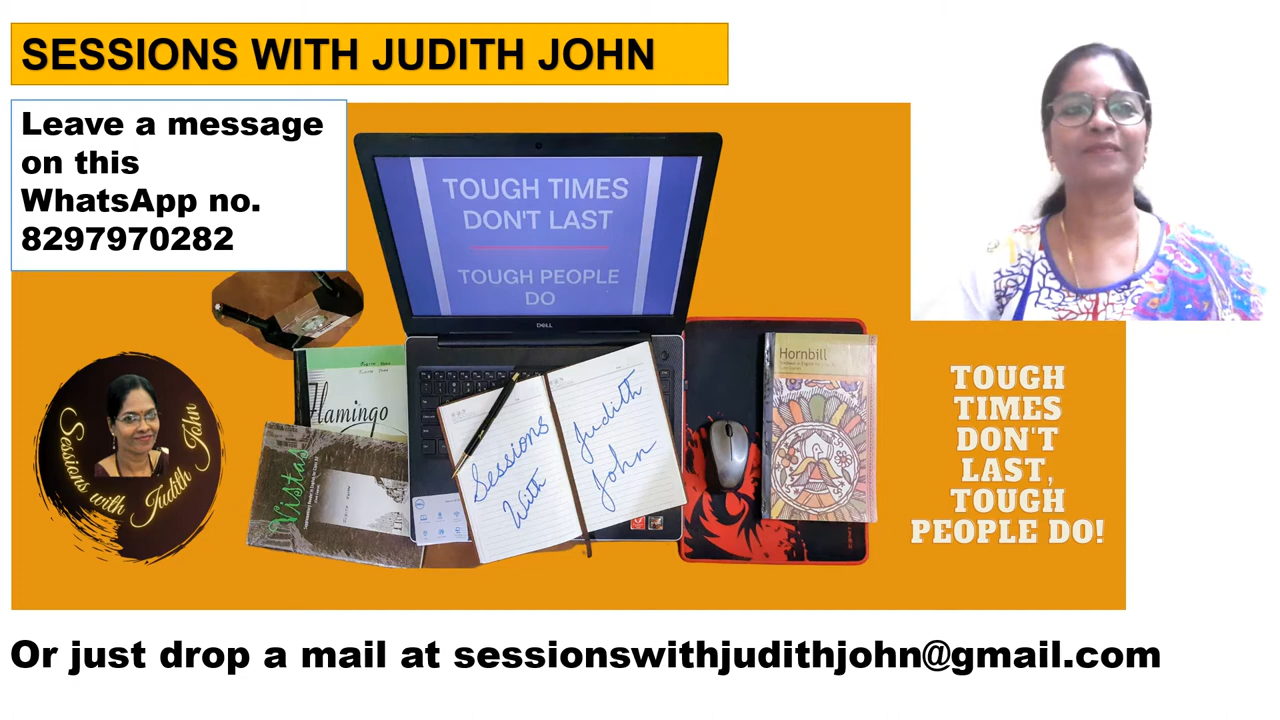 SESSIONS WITH JUDITH JOHN
Leave a message
on this
WhatsApp no.
8297970282
TOUGH TIMES
DON'T LAST
TOUGH PEOPLE
DO
DELL
Flamingo
Vistas
Sessions
With
Judith
John
Hornbill
Sessions with Judith John
TOUGH
TIMES
DON'T
LAST,
TOUGH
PEOPLE DO!
Or just drop a mail at sessionswithjudithjohn@gmail.com